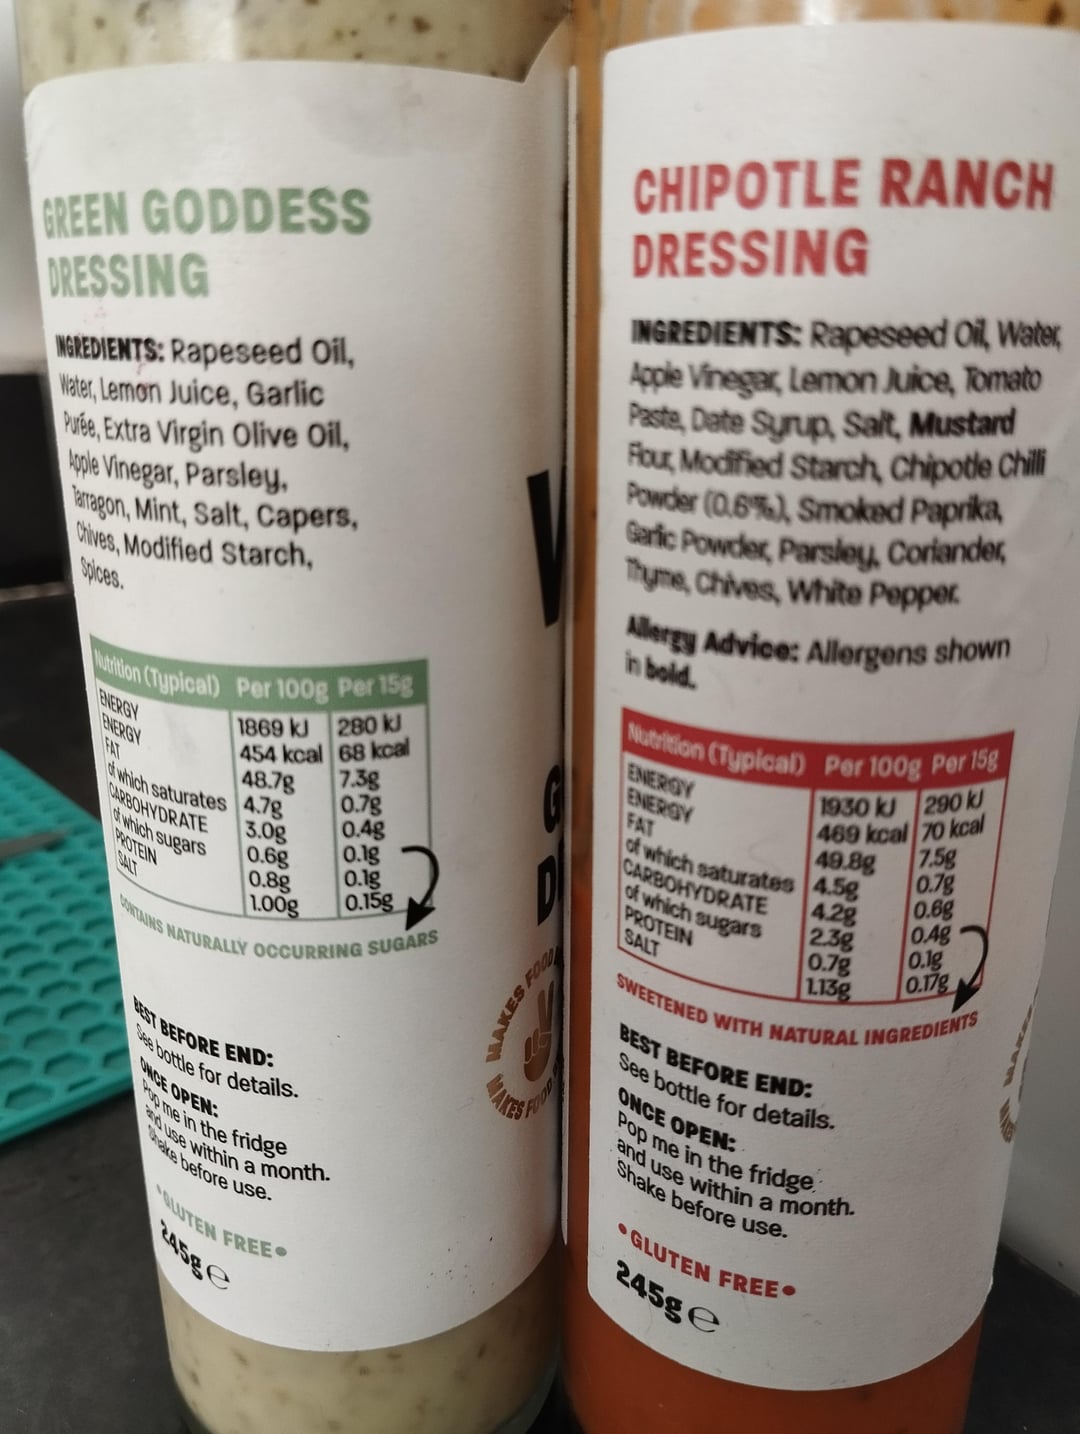 GREEN GODDESS
DRESSING
INGREDIENTS: Rapeseed Oil,
Water, Lemon Juice, Garlic
Purée, Extra Virgin Olive Oil,
Apple Vinegar, Parsley,
Tarragon, Mint, Salt, Capers,
Chives, Modified Starch,
Spices.
Nutrition (Typical) Per 100g Per 15g
ENERGY 1869 kJ 280 kJ
ENERGY 454 kcal 68 kcal
FAT 48.7g 7.3g
of which saturates 4.7g 0.7g
CARBOHYDRATE 3.0g 0.4g
of which sugars 0.6g 0.1g
PROTEIN 0.8g 0.1g
SALT 1.00g 0.15g
CONTAINS NATURALLY OCCURRING SUGARS
BEST BEFORE END:
See bottle for details.
ONCE OPEN:
Pop me in the fridge
and use within a month.
Shake before use.
•GLUTEN FREE•
245g e
MAKES FOOD
MAKES FOOD
CHIPOTLE RANCH
DRESSING
INGREDIENTS: Rapeseed Oil, Water,
Apple Vinegar, Lemon Juice, Tomato
Paste, Date Syrup, Salt, Mustard
Flour, Modified Starch, Chipotle Chilli
Powder (0.6%), Smoked Paprika,
Garlic Powder, Parsley, Coriander,
Thyme, Chives, White Pepper.
Allergy Advice: Allergens shown
in bold.
Nutrition (Typical) Per 100g Per 15g
ENERGY 1930 kJ 290 kJ
ENERGY 469 kcal 70 kcal
FAT 49.8g 7.5g
of which saturates 4.5g 0.7g
CARBOHYDRATE 4.2g 0.6g
of which sugars 2.3g 0.4g
PROTEIN 0.7g 0.1g
SALT 1.13g 0.17g
SWEETENED WITH NATURAL INGREDIENTS
BEST BEFORE END:
See bottle for details.
ONCE OPEN:
Pop me in the fridge
and use within a month.
Shake before use.
•GLUTEN FREE•
245g e